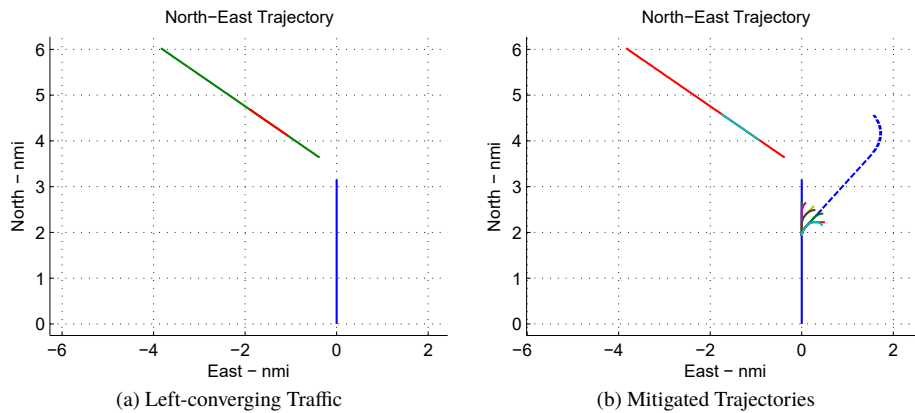 North−East Trajectory
6
5
4
3
2
1
0
North − nmi
−6 −4 −2 0 2
East − nmi
(a) Left-converging Traffic
North−East Trajectory
6
5
4
3
2
1
0
North − nmi
−6 −4 −2 0 2
East − nmi
(b) Mitigated Trajectories